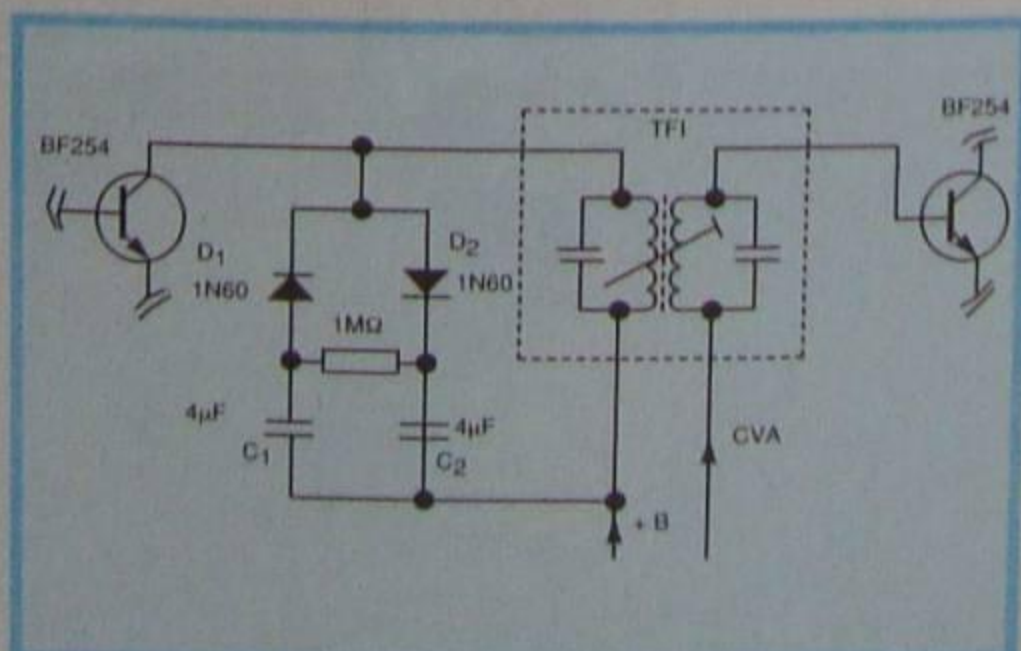 BF254
TFI
BF254
D₁
1N60
D₂
1N60
1MΩ
4µF
C₁
4µF
C₂
CVA
+ B